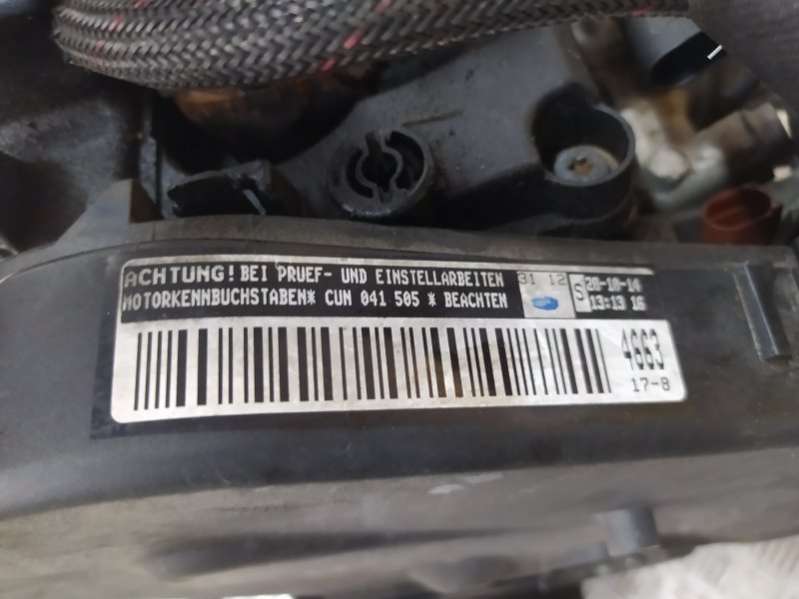 ACHTUNG! BEI PRUEF- UND EINSTELLARBEITEN
MOTORKENNBUCHSTABEN* CUN 041 505 * BEACHTEN
31 12
S
28-10-14
13:13 16
4663
17-8